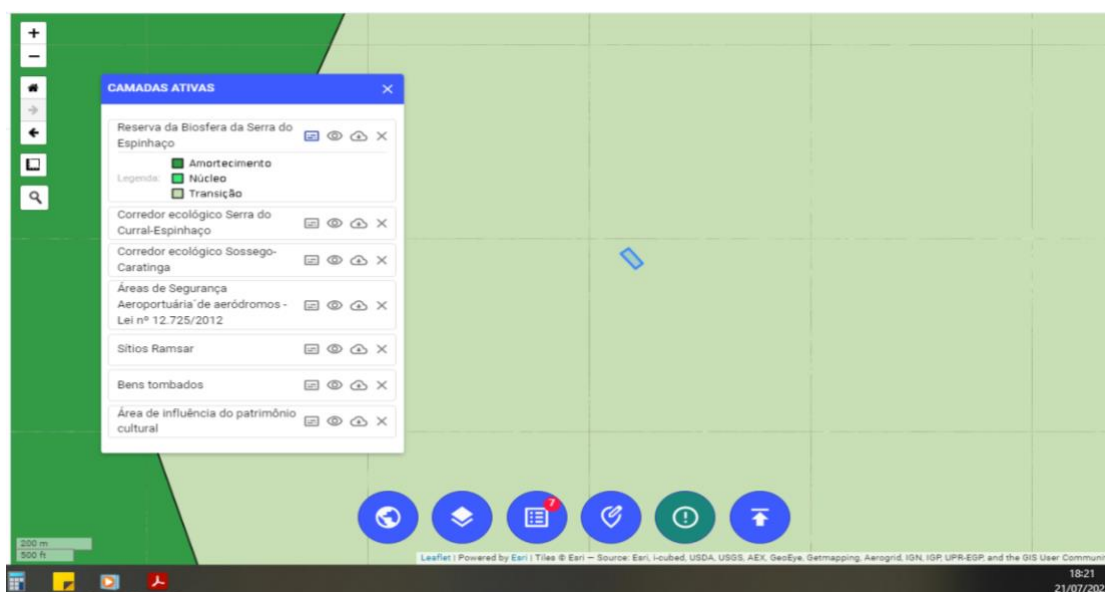 +
−
CAMADAS ATIVAS
Reserva da Biosfera da Serra do
Espinhaço
Legenda:
Amortecimento
Núcleo
Transição
Corredor ecológico Serra do
Curral-Espinhaço
Corredor ecológico Sossego-
Caratinga
Áreas de Segurança
Aeroportuária´de aeródromos -
Lei nº 12.725/2012
Sítios Ramsar
Bens tombados
Área de influência do patrimônio
cultural
7
200 m
500 ft
Leaflet | Powered by Esri | Tiles © Esri — Source: Esri, i-cubed, USDA, USGS, AEX, GeoEye, Getmapping, Aerogrid, IGN, IGP, UPR-EGP, and the GIS User Communi
18:21
21/07/202